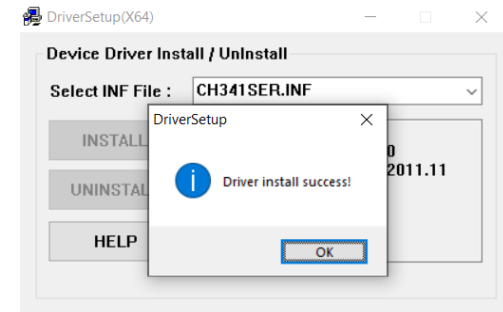 DriverSetup(X64)
Device Driver Install / UnInstall
Select INF File :
CH341SER.INF
INSTALL
UNINSTAL
HELP
0
2011.11
DriverSetup
Driver install success!
OK